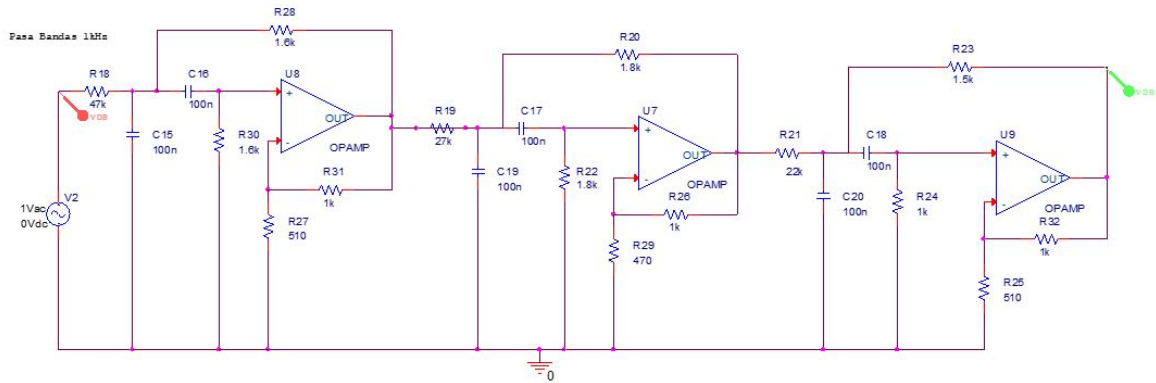 Pasa Bandas 1kHz
R28
1.6k
R18
47k
VDB
C16
100n
U8
+
-
OUT
OPAMP
C15
100n
R30
1.6k
R31
1k
R27
510
V2
1Vac
0Vdc
R20
1.8k
R19
27k
C17
100n
U7
+
-
OUT
OPAMP
C19
100n
R22
1.8k
R26
1k
R29
470
R23
1.5k
VDB
R21
22k
C18
100n
U9
+
-
OUT
OPAMP
C20
100n
R24
1k
R32
1k
R25
510
0